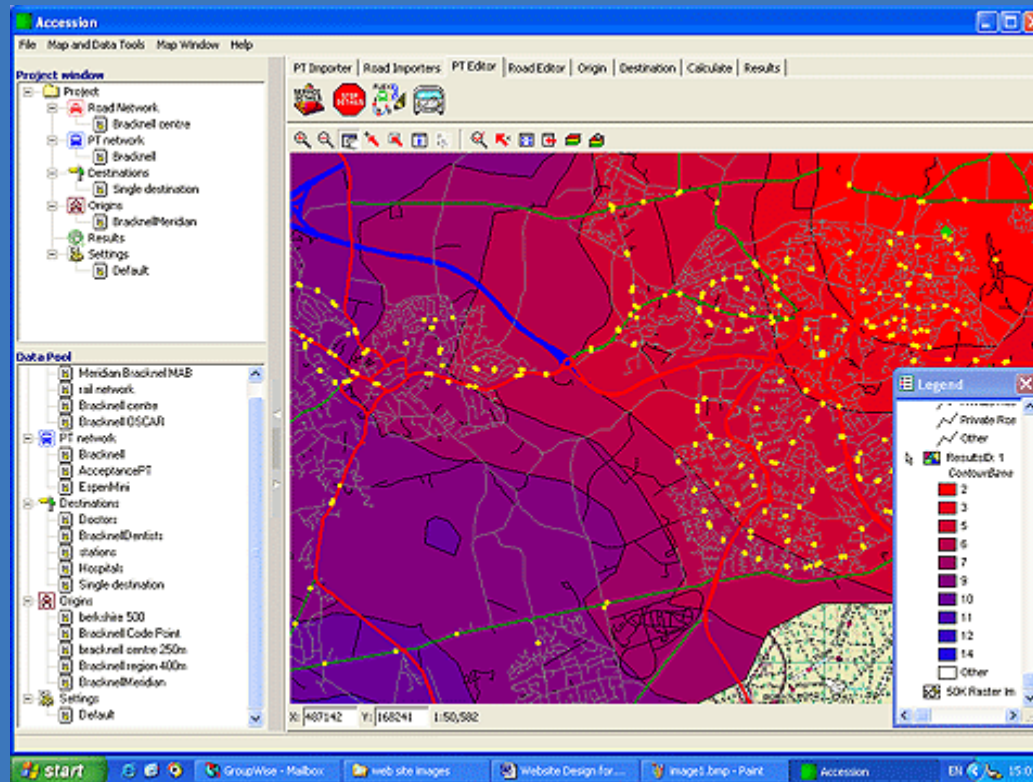 Accession
File Map and Data Tools Map Window Help
Project window
Project
Road Network
Bracknell centre
PT network
Bracknell
Destinations
Single destination
Origins
BracknellMeridian
Results
Settings
Default
Data Pool
Meridian Bracknell MAB
rail network
Bracknell centre
Bracknell OSCAR
PT network
Bracknell
AcceptancePT
EspenMini
Destinations
Doctors
BracknellDentists
stations
Hospitals
Single destination
Origins
berkshire 500
Bracknell Code Point
bracknell centre 250m
Bracknell region 400m
BracknellMeridian
Settings
Default
PT Importer Road Importers PT Editor Road Editor Origin Destination Calculate Results
STOP
X: 487142 Y: 168241 1:50,582
Legend
Other
ResultsID: 1
2
3
5
6
7
9
10
11
12
14
Other
50K Raster Im
start GroupWise - Mailbox web site images Website Design for.... image1.bmp - Paint Accession EN